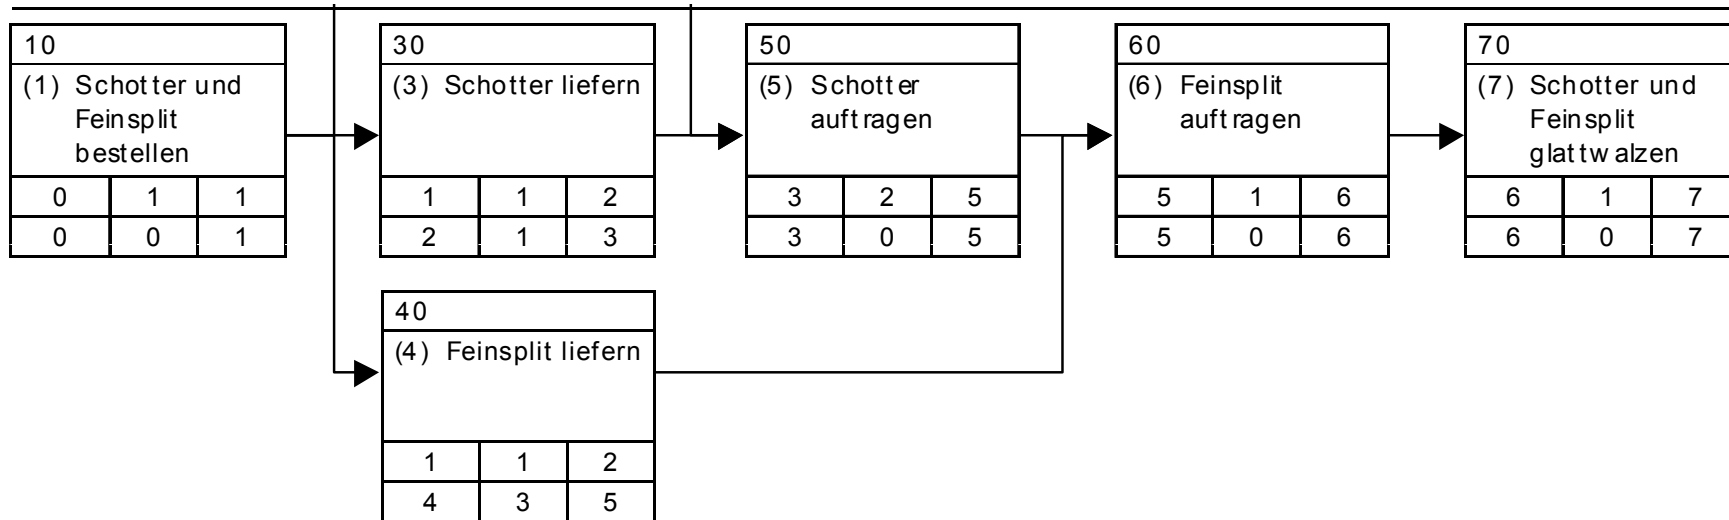 10
(1) Schotter und
Feinsplit
bestellen
0 1 1
0 0 1
30
(3) Schotter liefern
1 1 2
2 1 3
50
(5) Schotter
auftragen
3 2 5
3 0 5
60
(6) Feinsplit
auftragen
5 1 6
5 0 6
70
(7) Schotter und
Feinsplit
glattwalzen
6 1 7
6 0 7
40
(4) Feinsplit liefern
1 1 2
4 3 5